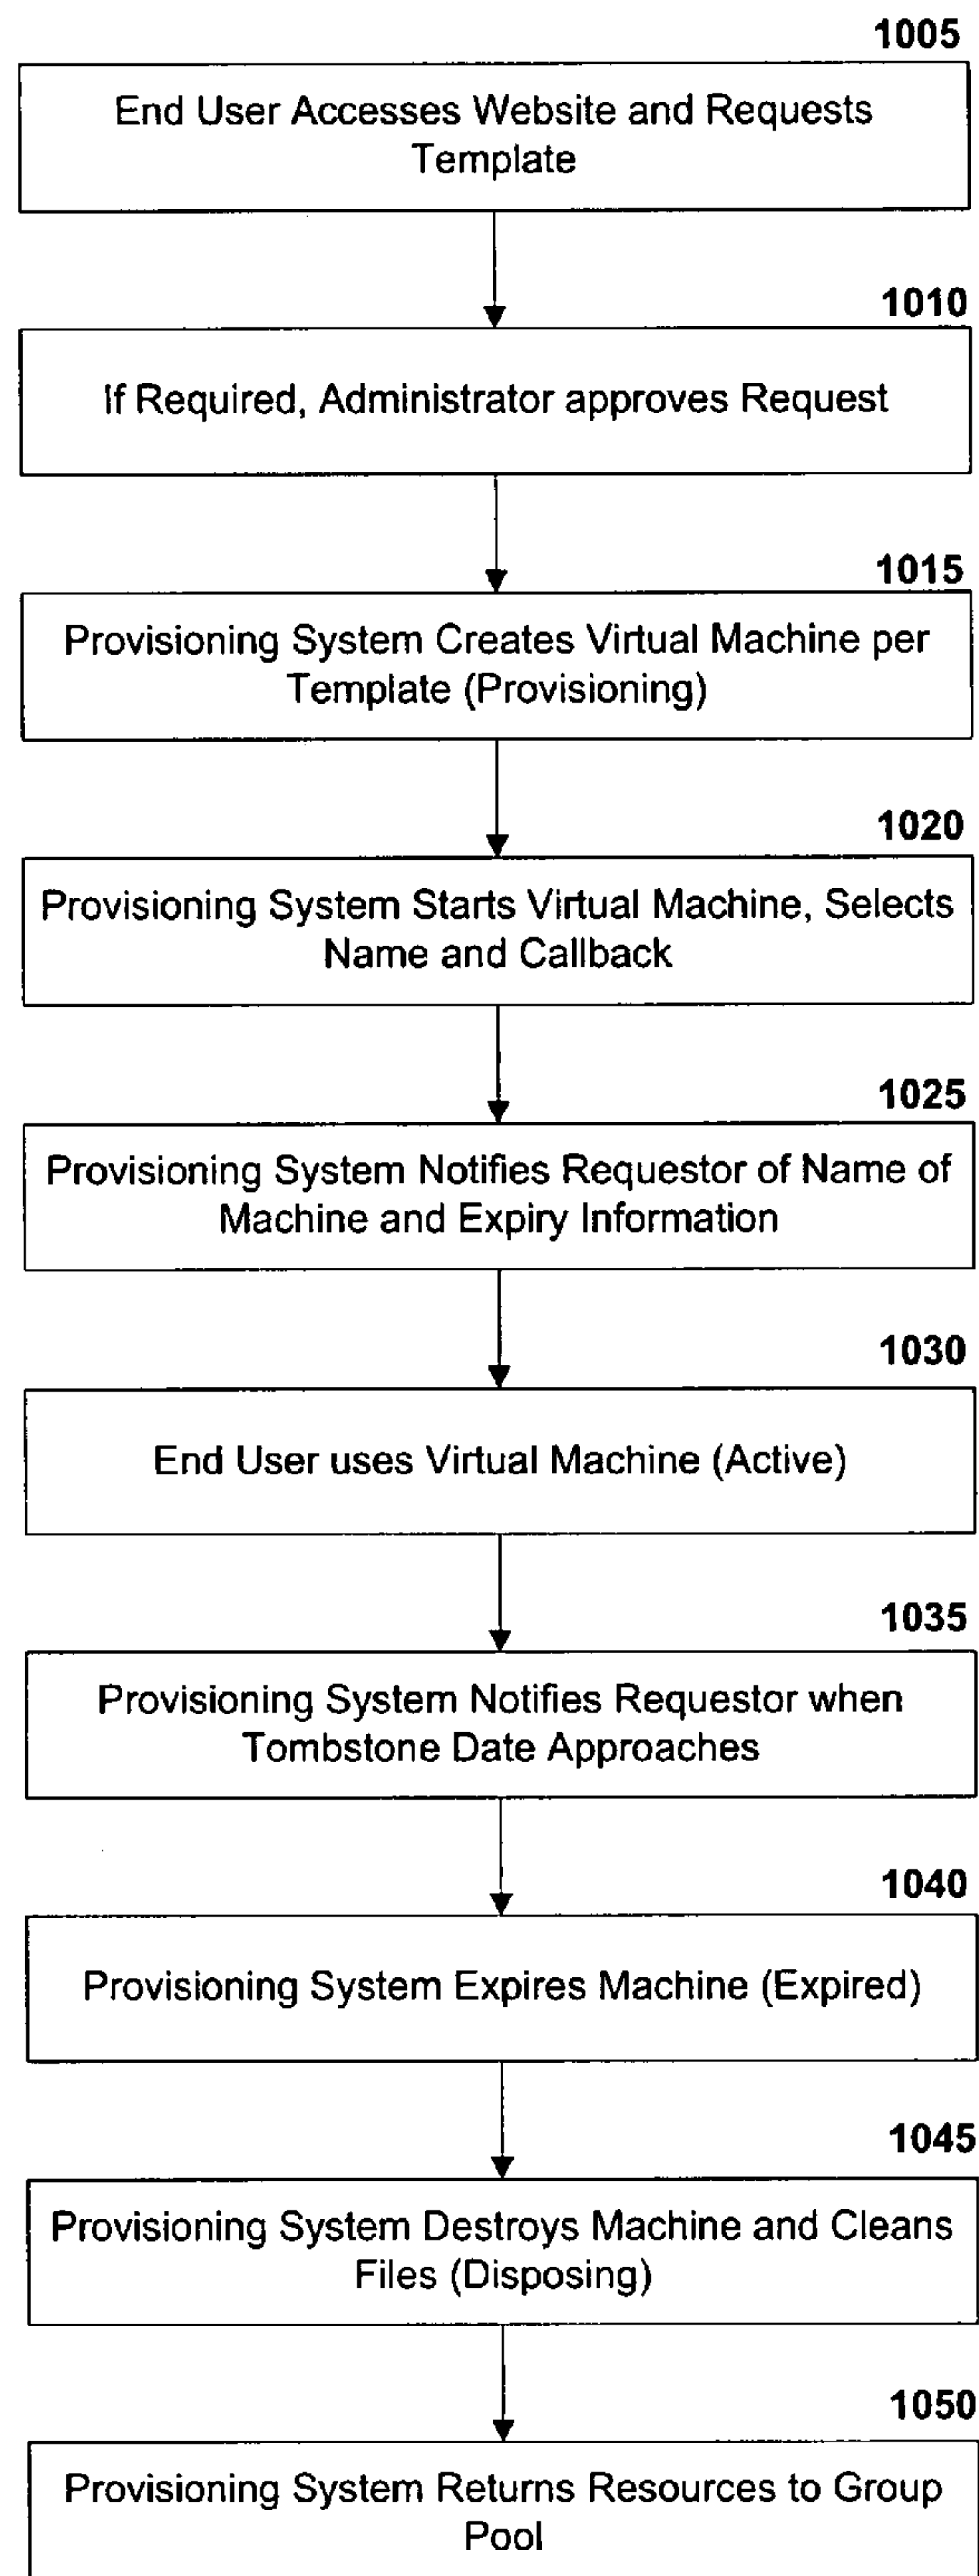 1005
End User Accesses Website and Requests
Template
1010
If Required, Administrator approves Request
1015
Provisioning System Creates Virtual Machine per
Template (Provisioning)
1020
Provisioning System Starts Virtual Machine, Selects
Name and Callback
1025
Provisioning System Notifies Requestor of Name of
Machine and Expiry Information
1030
End User uses Virtual Machine (Active)
1035
Provisioning System Notifies Requestor when
Tombstone Date Approaches
1040
Provisioning System Expires Machine (Expired)
1045
Provisioning System Destroys Machine and Cleans
Files (Disposing)
1050
Provisioning System Returns Resources to Group
Pool